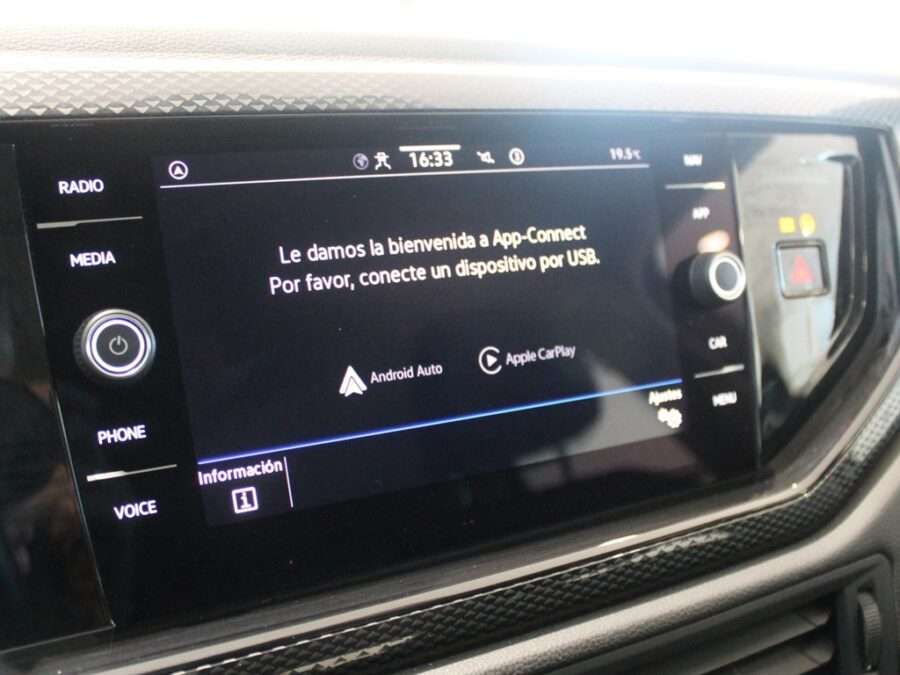 RADIO
MEDIA
PHONE
VOICE
16:33
19.5°C
Le damos la bienvenida a App-Connect
Por favor, conecte un dispositivo por USB.
Android Auto
Apple CarPlay
Ajustes
Información
NAV
APP
CAR
MENU